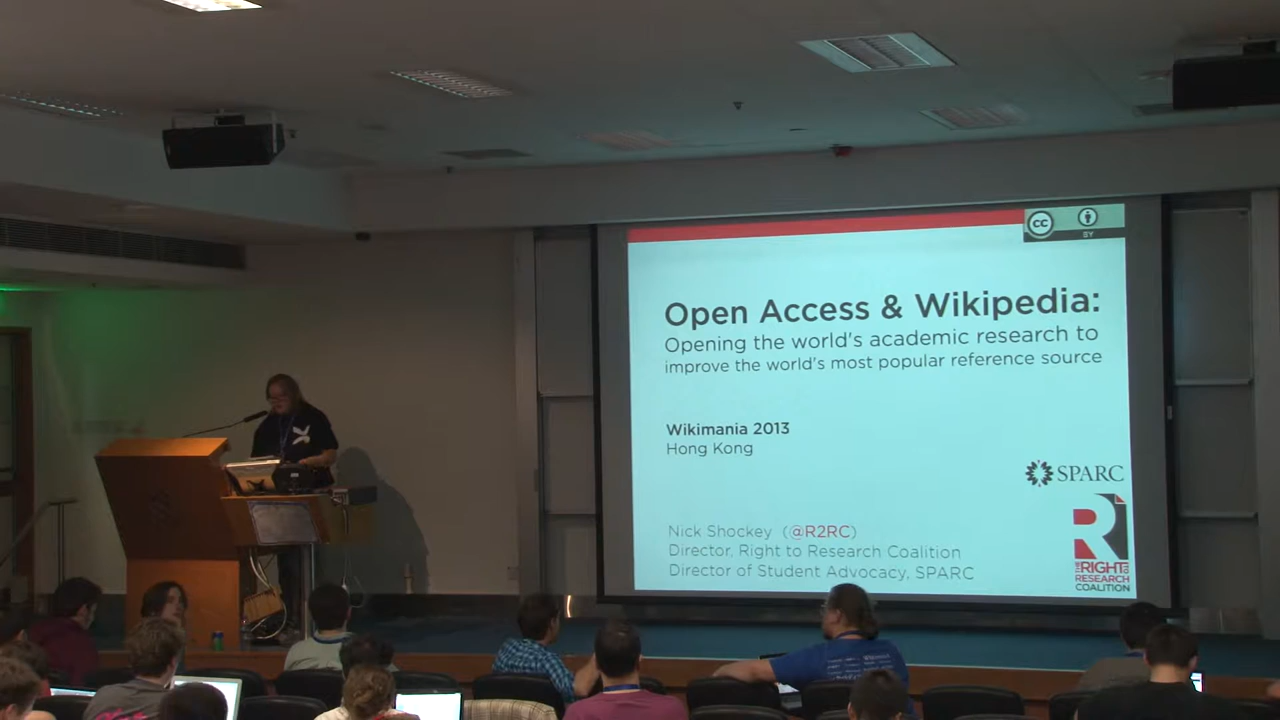 cc
BY
Open Access & Wikipedia:
Opening the world's academic research to
improve the world's most popular reference source
Wikimania 2013
Hong Kong
SPARC
Nick Shockey (@R2RC)
Director, Right to Research Coalition
Director of Student Advocacy, SPARC
R
THE RIGHT TO
RESEARCH
COALITION